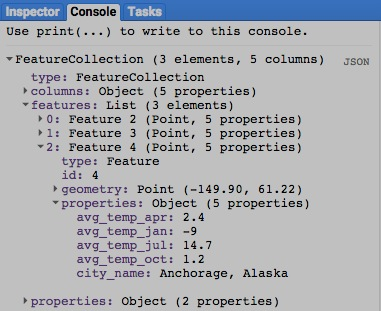 Inspector Console Tasks
Use print(...) to write to this console.
FeatureCollection (3 elements, 5 columns) JSON
type: FeatureCollection
columns: Object (5 properties)
features: List (3 elements)
0: Feature 2 (Point, 5 properties)
1: Feature 3 (Point, 5 properties)
2: Feature 4 (Point, 5 properties)
type: Feature
id: 4
geometry: Point (-149.90, 61.22)
properties: Object (5 properties)
avg_temp_apr: 2.4
avg_temp_jan: -9
avg_temp_jul: 14.7
avg_temp_oct: 1.2
city_name: Anchorage, Alaska
properties: Object (2 properties)